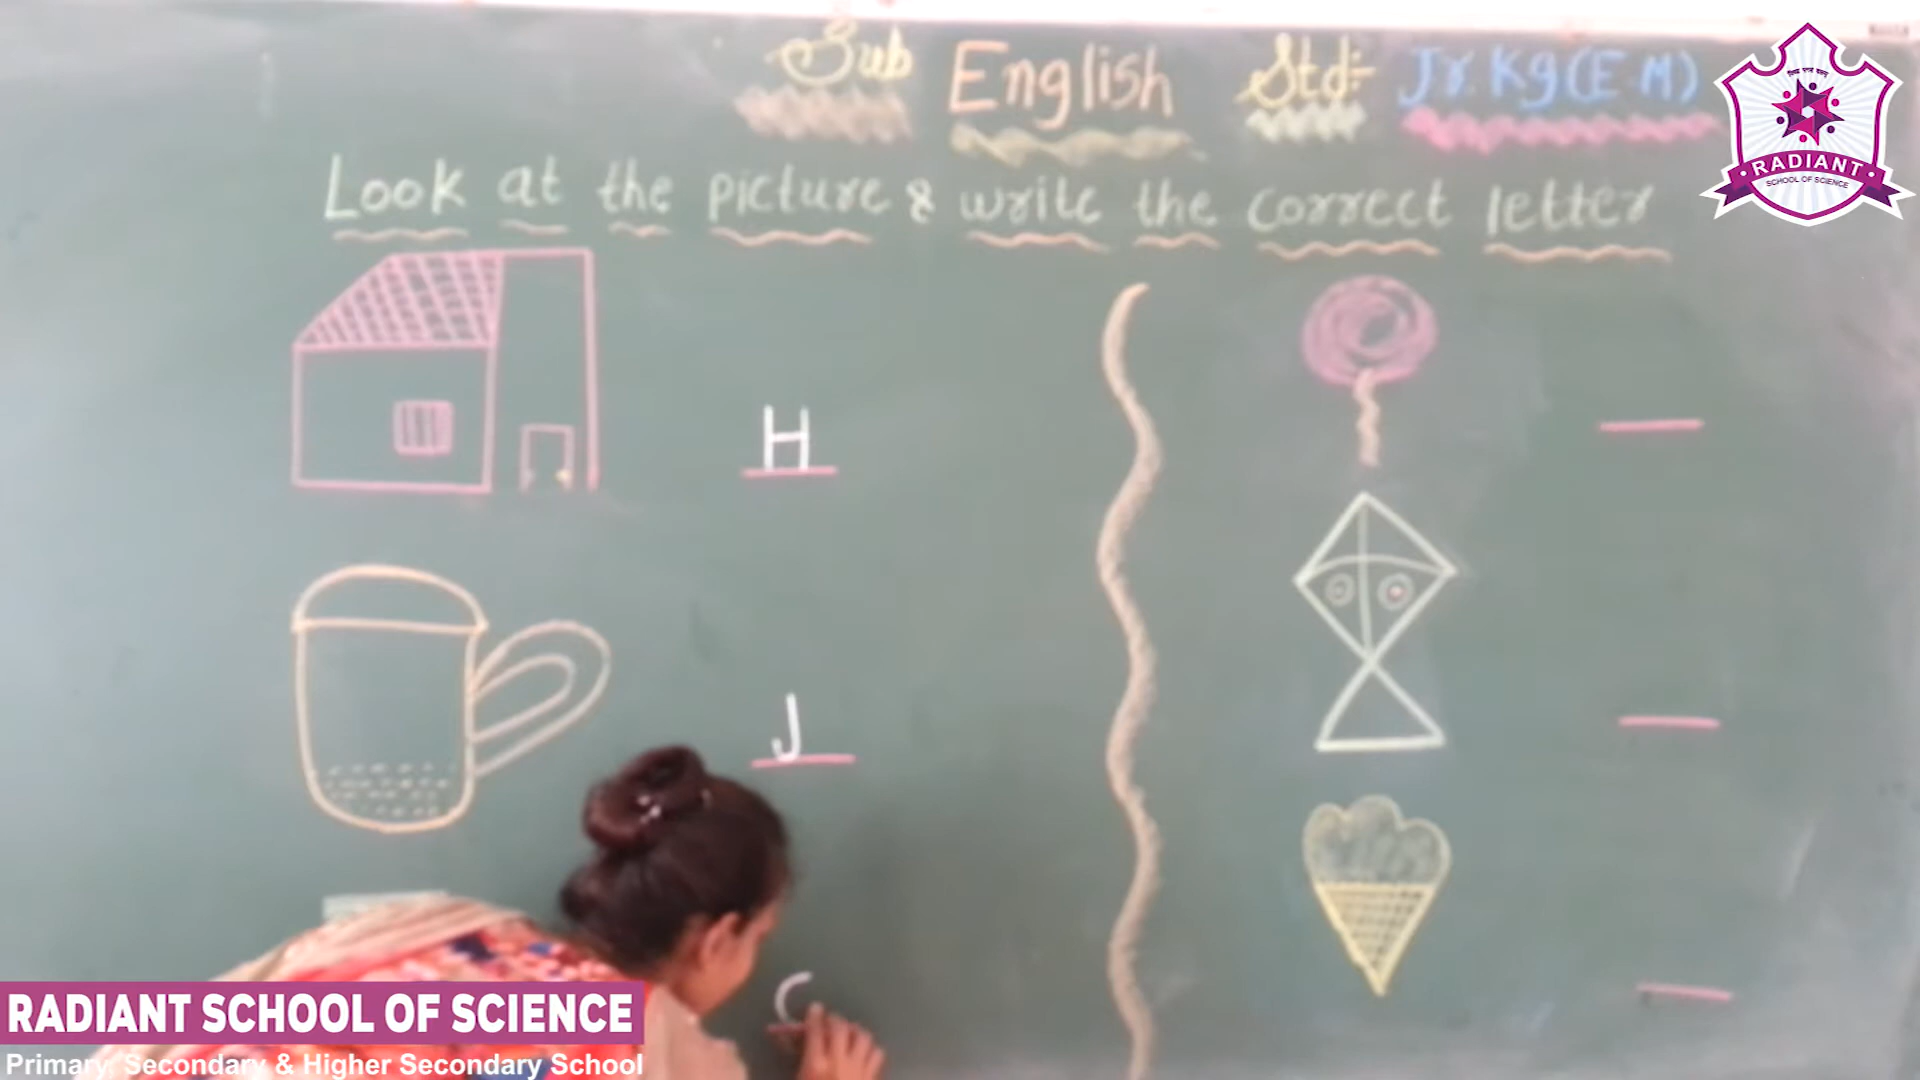 Sub English Std:- Jr. Kg (E.M)
Look at the picture & write the correct letter
H
J
C
RADIANT
SCHOOL OF SCIENCE
RADIANT SCHOOL OF SCIENCE
Primary, Secondary & Higher Secondary School